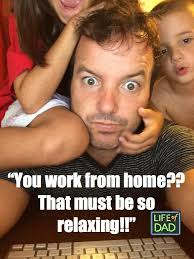 “You work from home??
That must be so
relaxing!!”
LIFE of
DAD